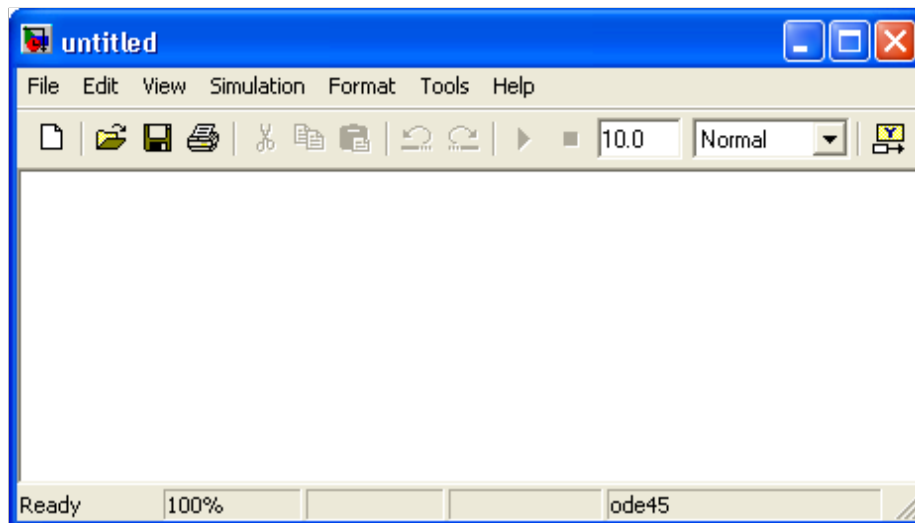 untitled
File Edit View Simulation Format Tools Help
10.0 Normal Y
Ready 100% ode45